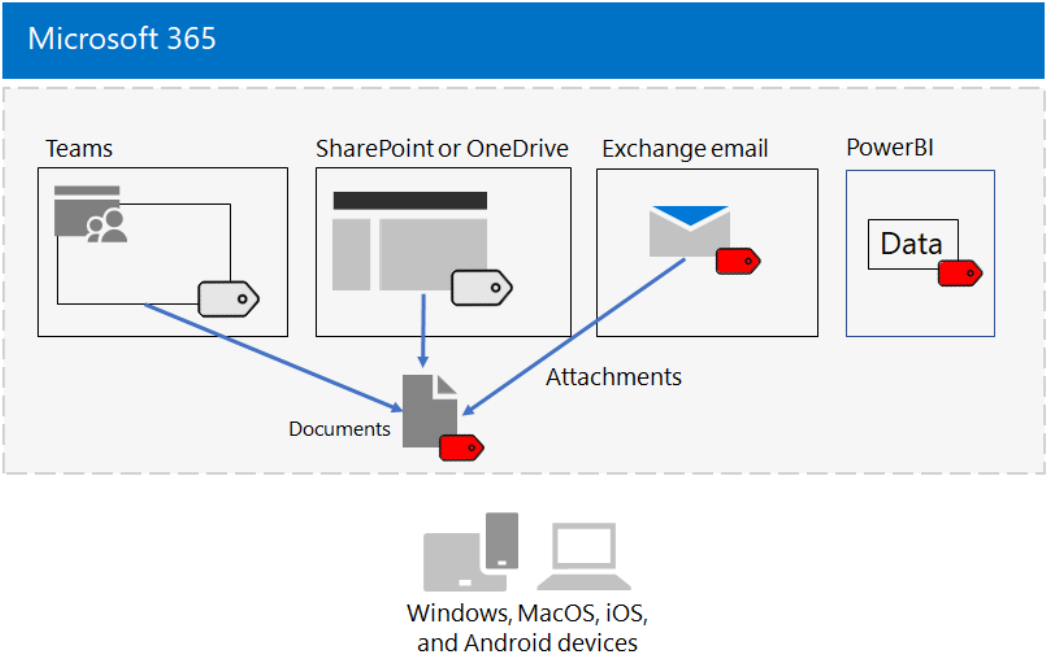 Microsoft 365
Teams
SharePoint or OneDrive
Exchange email
PowerBI
Data
Attachments
Documents
Windows, MacOS, iOS,
and Android devices